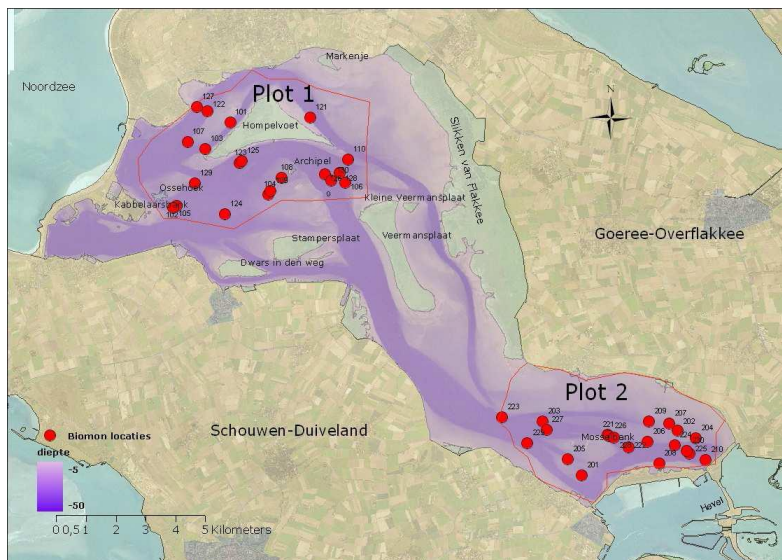 Markenje
Noordzee
Plot 1
127
122
101
121
Hompelvoet
107
103
Slikken van Flakkee
N
110
123
125
Archipel
108
128
106
129
Ossehoek
104
Kleine Veermansplaat
Kabbelaarsbank
102
105
124
Stampersplaat
Veermansplaat
Goeree-Overflakkee
Dwars in den weg
Plot 2
223
203
227
209
207
202
221
226
206
204
Mosselbank
205
208
225
210
201
Schouwen-Duiveland
Biomon locaties
diepte
-5
-50
Hevel
0 0,5 1 2 3 4 5 Kilometers